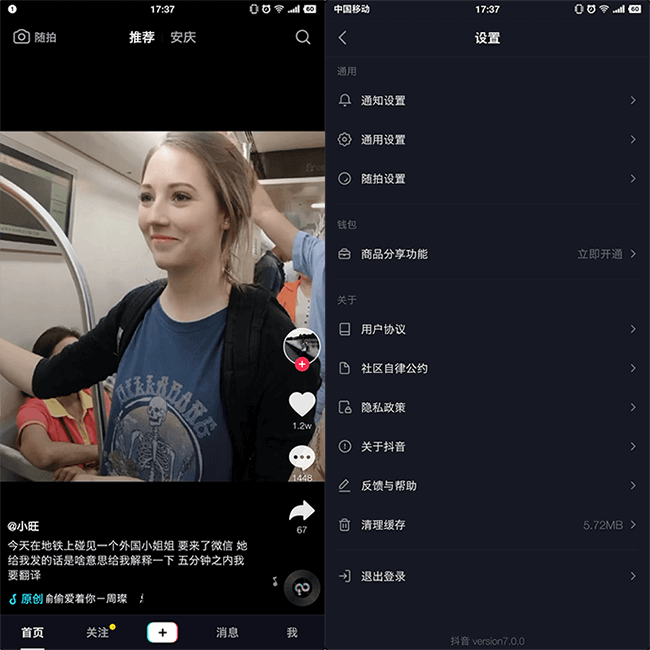 17:37
60
随拍
推荐
安庆
1.2w
1448
67
@小旺
今天在地铁上碰见一个外国小姐姐 要来了微信 她
给我发的话是啥意思给我解释一下 五分钟之内我
要翻译
原创
俞偷爱着你－周璨
首页
关注
消息
我
中国移动
17:37
60
设置
通用
通知设置
通用设置
随拍设置
钱包
商品分享功能
立即开通
关于
用户协议
社区自律公约
隐私政策
关于抖音
反馈与帮助
清理缓存
5.72MB
退出登录
抖音 version7.0.0